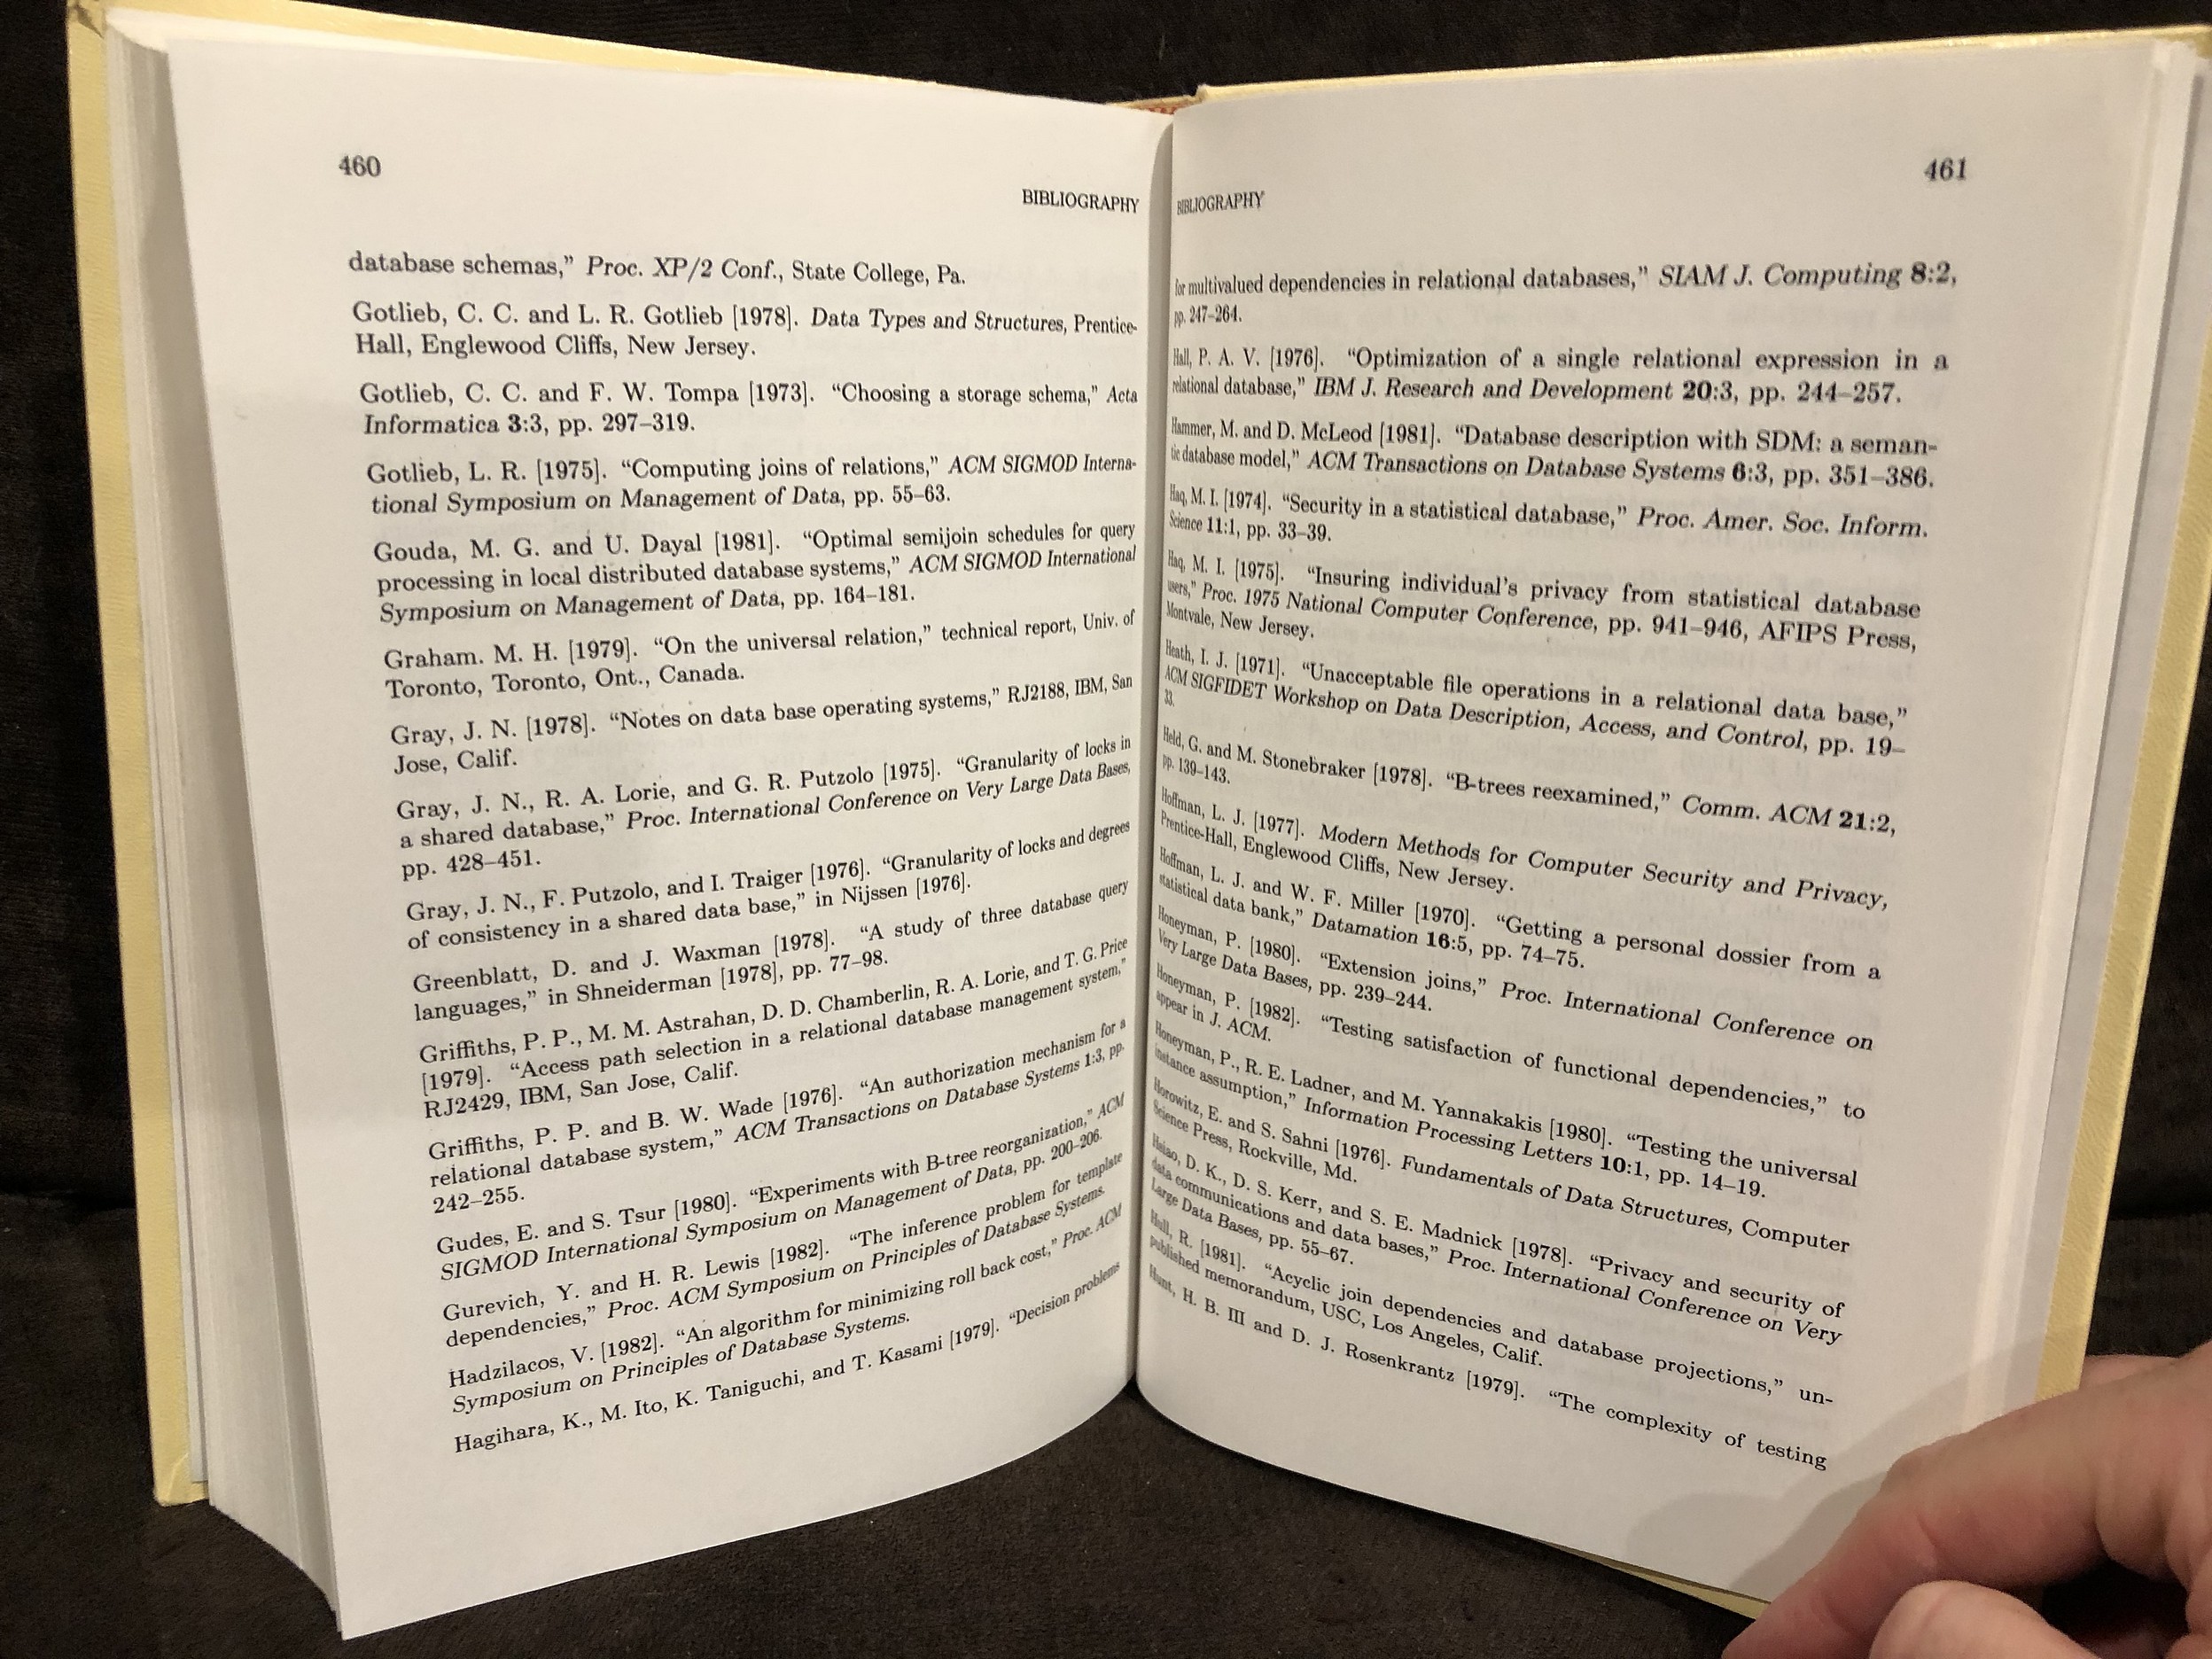 460
BIBLIOGRAPHY
database schemas,” Proc. XP/2 Conf., State College, Pa.
Gotlieb, C. C. and L. R. Gotlieb [1978]. Data Types and Structures, Prentice-
Hall, Englewood Cliffs, New Jersey.
Gotlieb, C. C. and F. W. Tompa [1973]. “Choosing a storage schema,” Acta
Informatica 3:3, pp. 297–319.
Gotlieb, L. R. [1975]. “Computing joins of relations,” ACM SIGMOD Interna-
tional Symposium on Management of Data, pp. 55–63.
Gouda, M. G. and U. Dayal [1981]. “Optimal semijoin schedules for query
processing in local distributed database systems,” ACM SIGMOD International
Symposium on Management of Data, pp. 164–181.
Graham. M. H. [1979]. “On the universal relation,” technical report, Univ. of
Toronto, Toronto, Ont., Canada.
Gray, J. N. [1978]. “Notes on data base operating systems,” RJ2188, IBM, San
Jose, Calif.
Gray, J. N., R. A. Lorie, and G. R. Putzolo [1975]. “Granularity of locks in
a shared database,” Proc. International Conference on Very Large Data Bases,
pp. 428–451.
Gray, J. N., F. Putzolo, and I. Traiger [1976]. “Granularity of locks and degrees
of consistency in a shared data base,” in Nijssen [1976].
Greenblatt, D. and J. Waxman [1978]. “A study of three database query
languages,” in Shneiderman [1978], pp. 77–98.
Griffiths, P. P., M. M. Astrahan, D. D. Chamberlin, R. A. Lorie, and T. G. Price
[1979]. “Access path selection in a relational database management system,”
RJ2429, IBM, San Jose, Calif.
Griffiths, P. P. and B. W. Wade [1976]. “An authorization mechanism for a
relational database system,” ACM Transactions on Database Systems 1:3, pp.
242–255.
Gudes, E. and S. Tsur [1980]. “Experiments with B-tree reorganization,” ACM
SIGMOD International Symposium on Management of Data, pp. 200–206.
Gurevich, Y. and H. R. Lewis [1982]. “The inference problem for template
dependencies,” Proc. ACM Symposium on Principles of Database Systems.
Hadzilacos, V. [1982]. “An algorithm for minimizing roll back cost,” Proc. ACM
Symposium on Principles of Database Systems.
Hagihara, K., M. Ito, K. Taniguchi, and T. Kasami [1979]. “Decision problems
461
BIBLIOGRAPHY
for multivalued dependencies in relational databases,” SIAM J. Computing 8:2,
pp. 247–264.
Hall, P. A. V. [1976]. “Optimization of a single relational expression in a
relational database,” IBM J. Research and Development 20:3, pp. 244–257.
Hammer, M. and D. McLeod [1981]. “Database description with SDM: a seman-
tic database model,” ACM Transactions on Database Systems 6:3, pp. 351–386.
Haq, M. I. [1974]. “Security in a statistical database,” Proc. Amer. Soc. Inform.
Science 11:1, pp. 33–39.
Haq, M. I. [1975]. “Insuring individual's privacy from statistical database
users,” Proc. 1975 National Computer Conference, pp. 941–946, AFIPS Press,
Montvale, New Jersey.
Heath, I. J. [1971]. “Unacceptable file operations in a relational data base,”
ACM SIGFIDET Workshop on Data Description, Access, and Control, pp. 19–
33.
Held, G. and M. Stonebraker [1978]. “B-trees reexamined,” Comm. ACM 21:2,
pp. 139–143.
Hoffman, L. J. [1977]. Modern Methods for Computer Security and Privacy,
Prentice-Hall, Englewood Cliffs, New Jersey.
Hoffman, L. J. and W. F. Miller [1970]. “Getting a personal dossier from a
statistical data bank,” Datamation 16:5, pp. 74–75.
Honeyman, P. [1980]. “Extension joins,” Proc. International Conference on
Very Large Data Bases, pp. 239–244.
Honeyman, P. [1982]. “Testing satisfaction of functional dependencies,” to
appear in J. ACM.
Honeyman, P., R. E. Ladner, and M. Yannakakis [1980]. “Testing the universal
instance assumption,” Information Processing Letters 10:1, pp. 14–19.
Horowitz, E. and S. Sahni [1976]. Fundamentals of Data Structures, Computer
Science Press, Rockville, Md.
Hsiao, D. K., D. S. Kerr, and S. E. Madnick [1978]. “Privacy and security of
data communications and data bases,” Proc. International Conference on Very
Large Data Bases, pp. 55–67.
Hull, R. [1981]. “Acyclic join dependencies and database projections,” un-
published memorandum, USC, Los Angeles, Calif.
Hunt, H. B. III and D. J. Rosenkrantz [1979]. “The complexity of testing